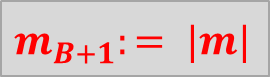 m_{B+1} := |m|